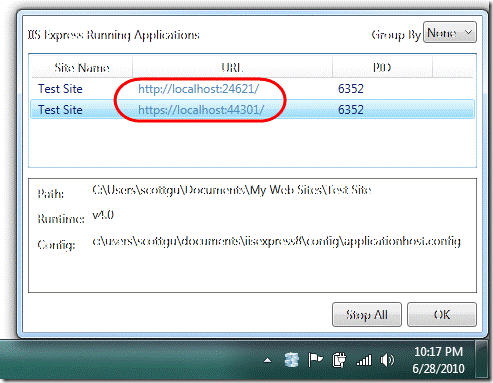 IIS Express Running Applications Group By None
Site Name URL PID
Test Site http://localhost:24621/ 6352
Test Site https://localhost:44301/ 6352
Path: C:\Users\scottgu\Documents\My Web Sites\Test Site
Runtime: v4.0
Config: c:\users\scottgu\documents\iisexpress8\config\applicationhost.config
Stop All OK
10:17 PM
6/28/2010